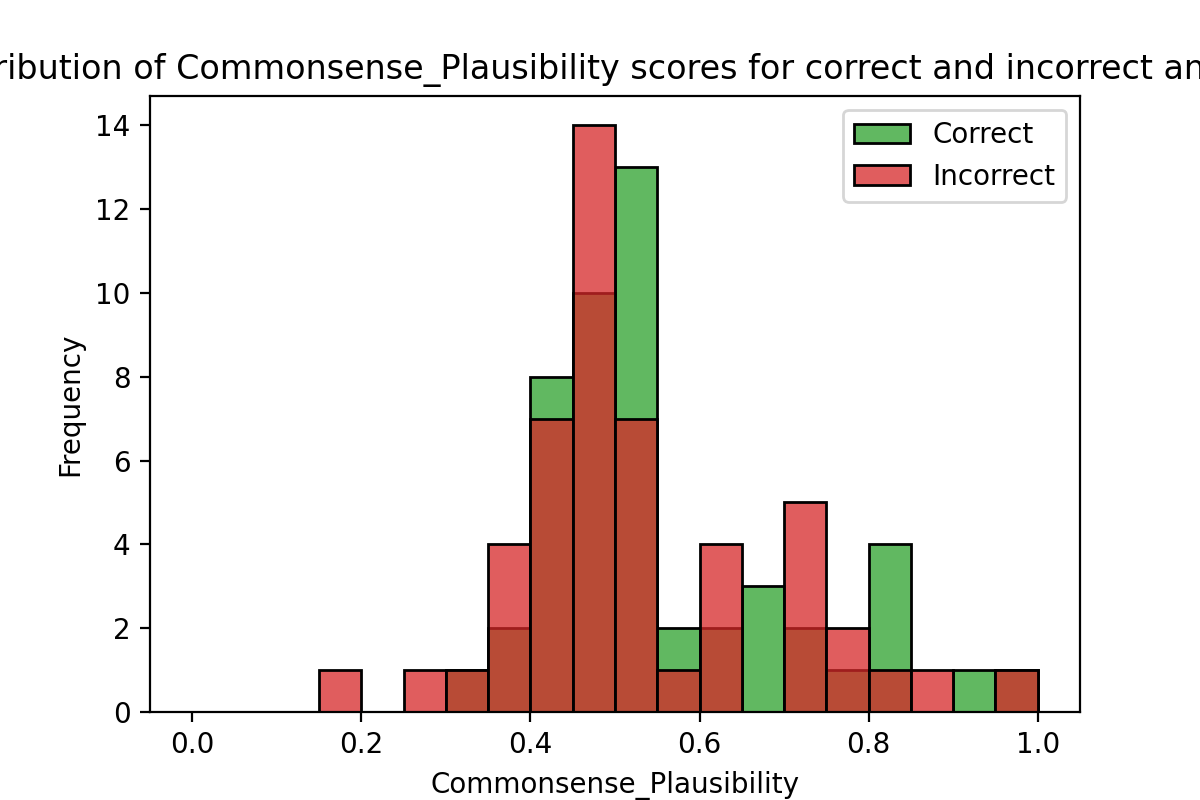 ribution of Commonsense_Plausibility scores for correct and incorrect an
Correct
Incorrect
14
12
10
8
6
4
2
0
Frequency
0.0 0.2 0.4 0.6 0.8 1.0
Commonsense_Plausibility